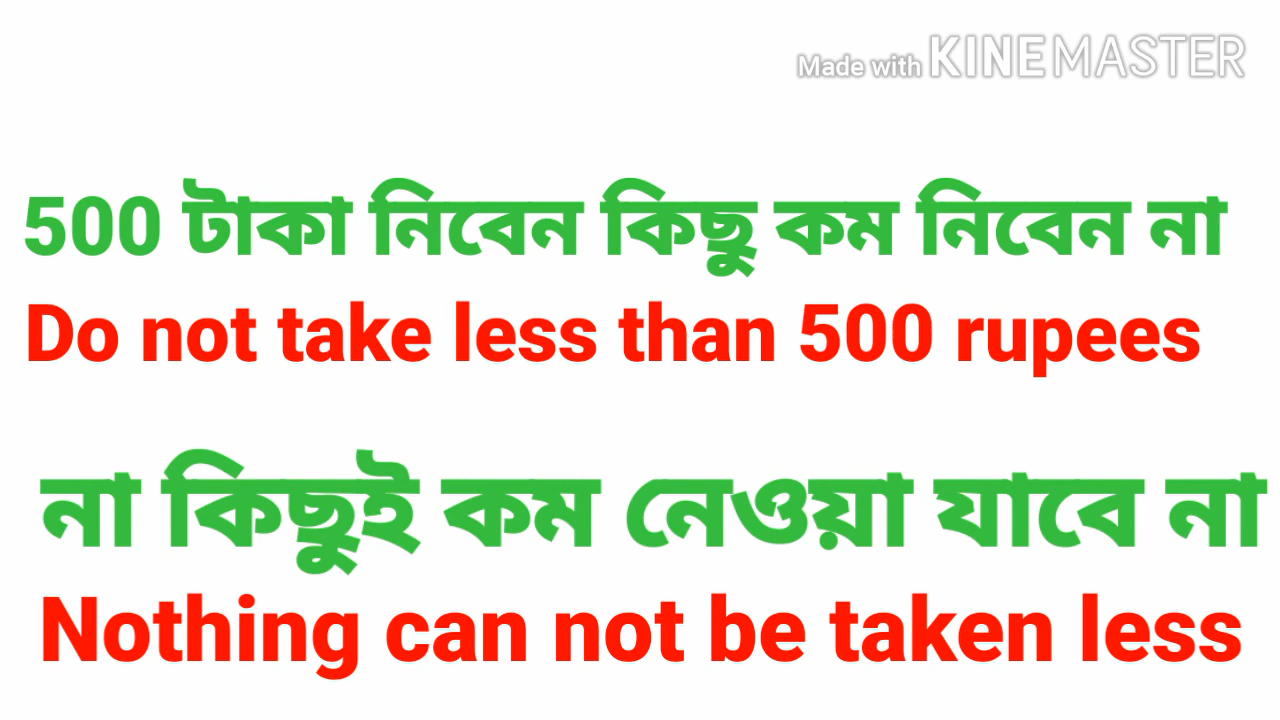 Made with KINEMASTER
500 টাকা নিবেন কিছু কম নিবেন না
Do not take less than 500 rupees
না কিছুই কম নেওয়া যাবে না
Nothing can not be taken less